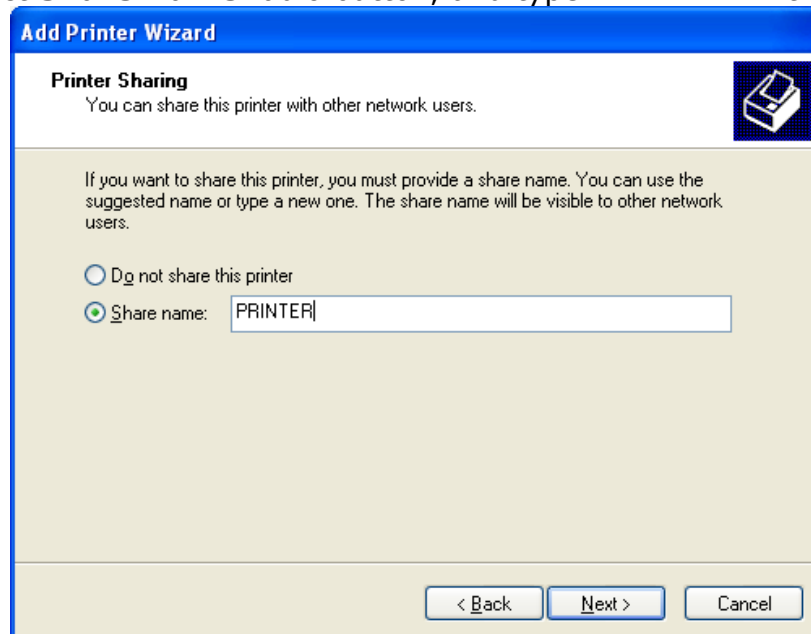 Add Printer Wizard
Printer Sharing
You can share this printer with other network users.
If you want to share this printer, you must provide a share name. You can use the
suggested name or type a new one. The share name will be visible to other network
users.
Do not share this printer
Share name: PRINTER
< Back Next > Cancel